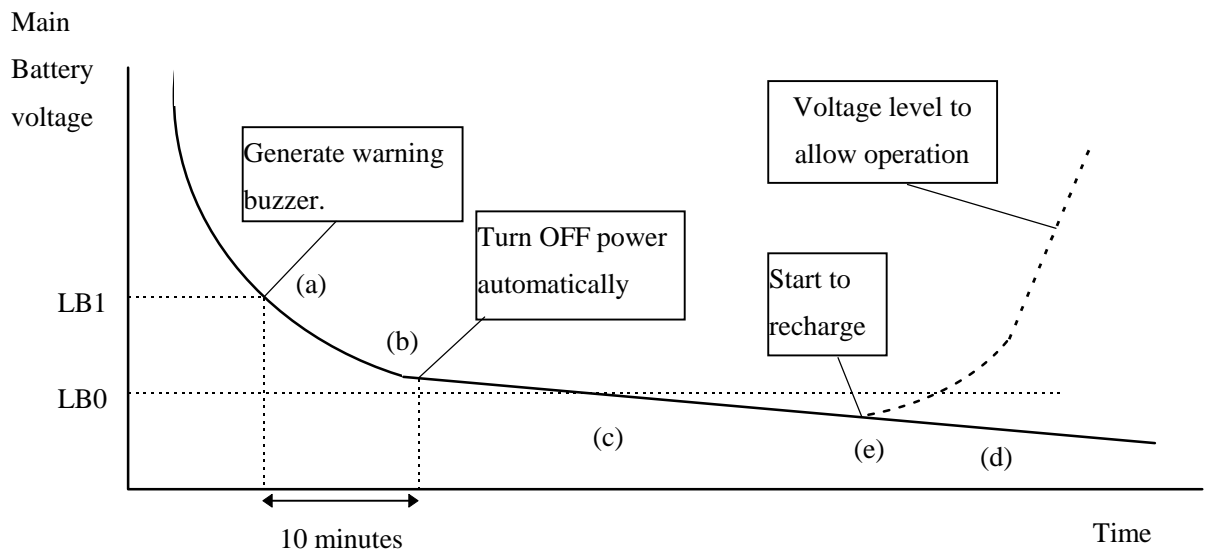 Main
Battery
voltage
Generate warning
buzzer.
(a)
Turn OFF power
automatically
(b)
Voltage level to
allow operation
Start to
recharge
LB1
LB0
(c)
(e)
(d)
10 minutes
Time